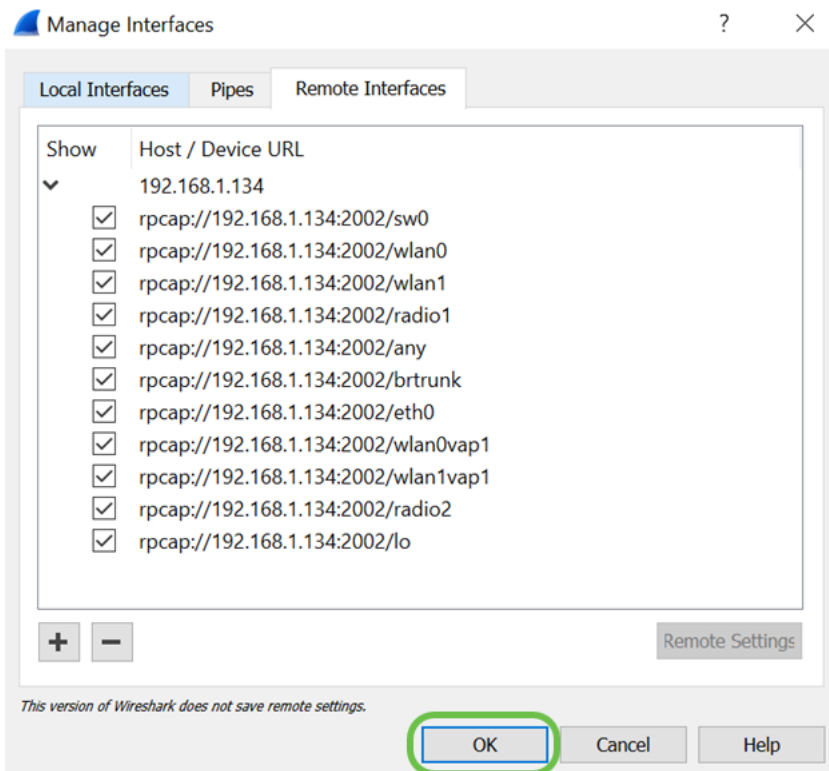 Manage Interfaces ?
Local Interfaces Pipes Remote Interfaces
Show Host / Device URL
192.168.1.134
rpcap://192.168.1.134:2002/sw0
rpcap://192.168.1.134:2002/wlan0
rpcap://192.168.1.134:2002/wlan1
rpcap://192.168.1.134:2002/radio1
rpcap://192.168.1.134:2002/any
rpcap://192.168.1.134:2002/brtrunk
rpcap://192.168.1.134:2002/eth0
rpcap://192.168.1.134:2002/wlan0vap1
rpcap://192.168.1.134:2002/wlan1vap1
rpcap://192.168.1.134:2002/radio2
rpcap://192.168.1.134:2002/lo
Remote Settings
This version of Wireshark does not save remote settings.
OK Cancel Help